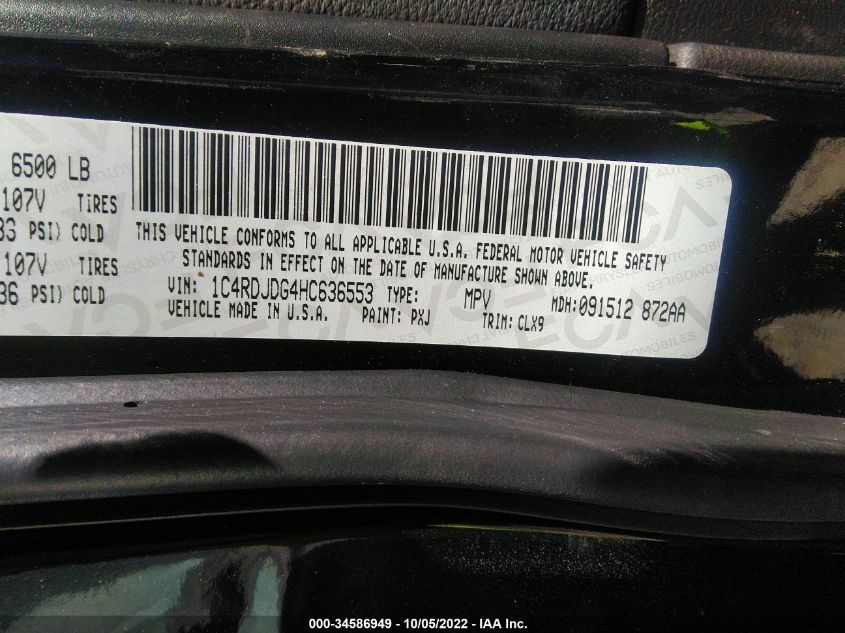 6500 LB
107V TIRES
33 PSI) COLD
107V TIRES
36 PSI) COLD
THIS VEHICLE CONFORMS TO ALL APPLICABLE U.S.A. FEDERAL MOTOR VEHICLE SAFETY
STANDARDS IN EFFECT ON THE DATE OF MANUFACTURE SHOWN ABOVE.
VIN: 1C4RDJDG4HC636553 TYPE: MPV MDH:091512 872AA
VEHICLE MADE IN U.S.A. PAINT: PXJ TRIM: CLX9
000-34586949 - 10/05/2022 - IAA Inc.